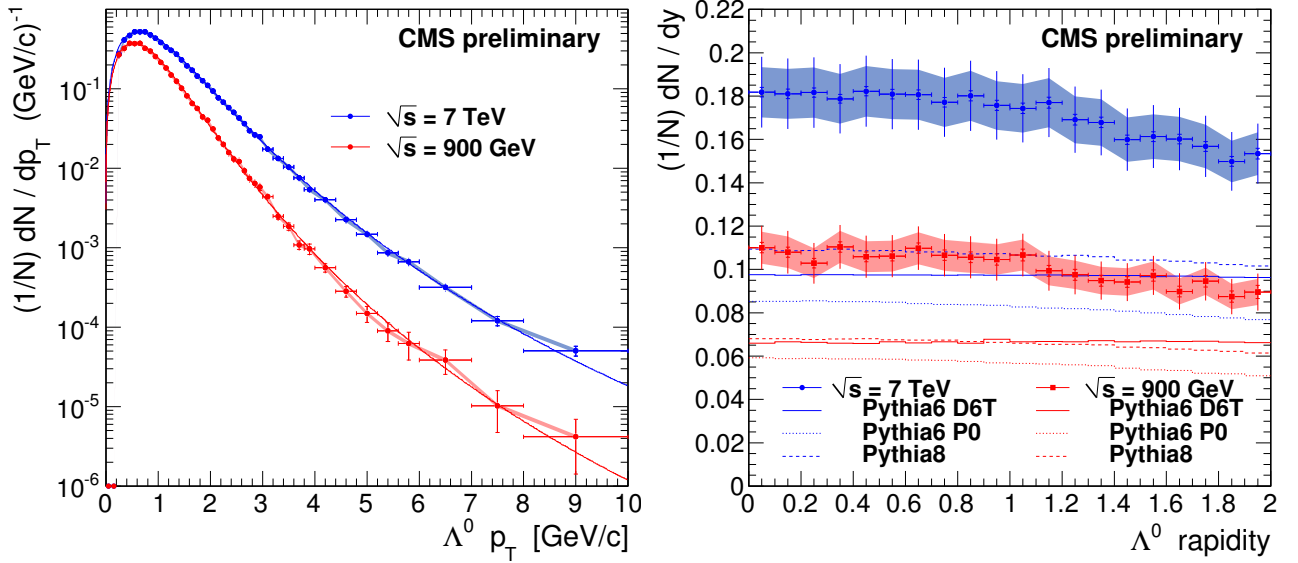 CMS preliminary
√s = 7 TeV
√s = 900 GeV
(1/N) dN / dp_T (GeV/c)^-1
10^-1
10^-2
10^-3
10^-4
10^-5
10^-6
0 1 2 3 4 5 6 7 8 9 10
Λ^0 p_T [GeV/c]
CMS preliminary
(1/N) dN / dy
0.22
0.2
0.18
0.16
0.14
0.12
0.1
0.08
0.06
0.04
0.02
0
√s = 7 TeV √s = 900 GeV
Pythia6 D6T Pythia6 D6T
Pythia6 P0 Pythia6 P0
Pythia8 Pythia8
0 0.2 0.4 0.6 0.8 1 1.2 1.4 1.6 1.8 2
Λ^0 rapidity